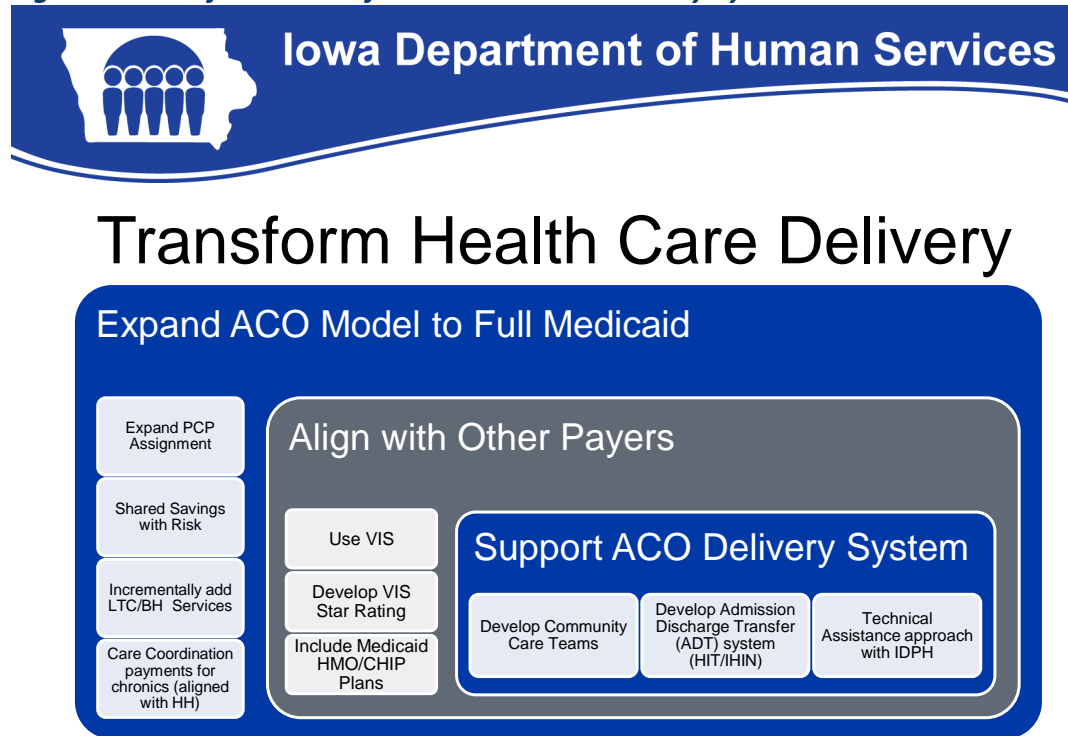 Iowa Department of Human Services
Transform Health Care Delivery
Expand ACO Model to Full Medicaid
Expand PCP
Assignment
Shared Savings
with Risk
Incrementally add
LTC/BH Services
Care Coordination
payments for
chronics (aligned
with HH)
Align with Other Payers
Use VIS
Develop VIS
Star Rating
Include Medicaid
HMO/CHIP
Plans
Support ACO Delivery System
Develop Community
Care Teams
Develop Admission
Discharge Transfer
(ADT) system
(HIT/IHIN)
Technical
Assistance approach
with IDPH